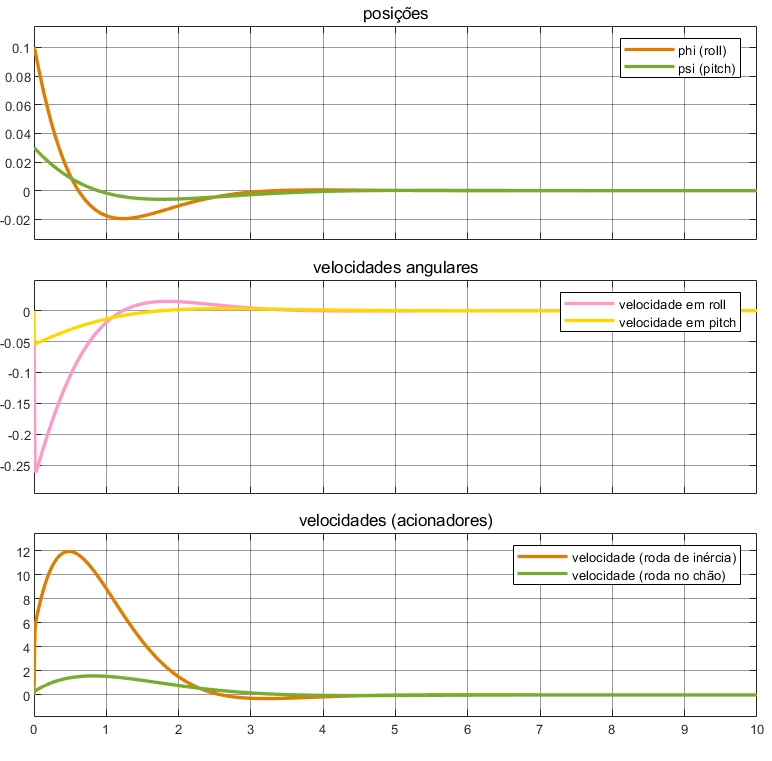 posições
0.1
0.08
0.06
0.04
0.02
0
-0.02
phi (roll)
psi (pitch)
velocidades angulares
0
-0.05
-0.1
-0.15
-0.2
-0.25
velocidade em roll
velocidade em pitch
velocidades (acionadores)
12
10
8
6
4
2
0
velocidade (roda de inércia)
velocidade (roda no chão)
0 1 2 3 4 5 6 7 8 9 10